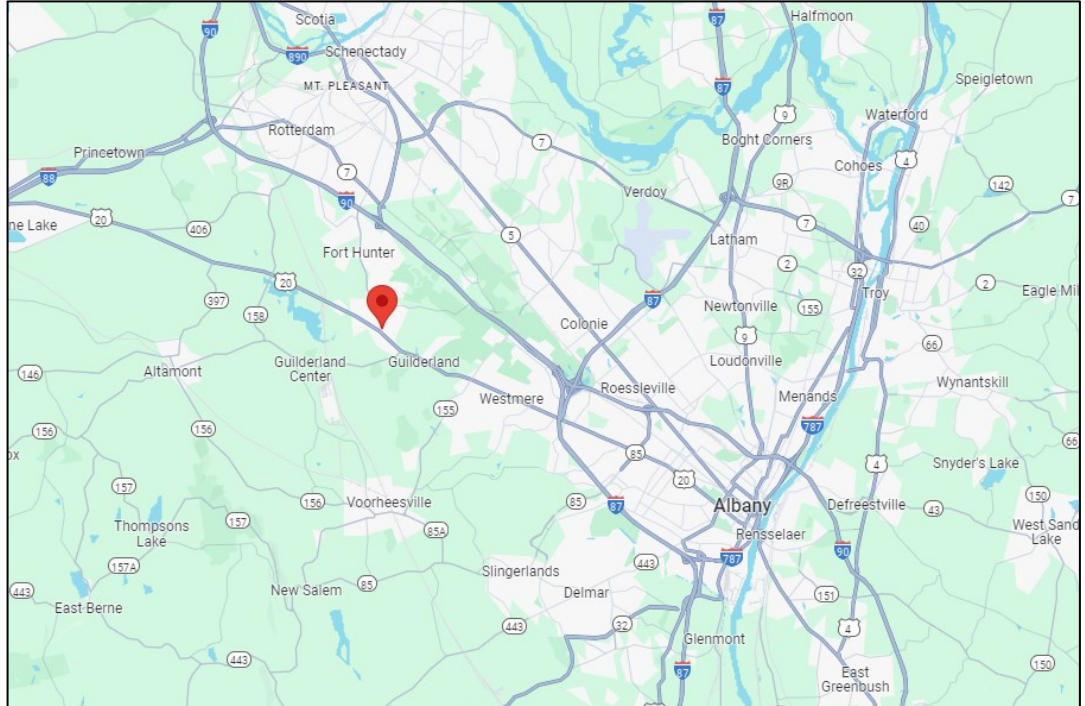 Scotia
90
87
Halfmoon
890
Schenectady
MT. PLEASANT
Speigletown
87
9
Waterford
Rotterdam
Boght Corners
4
Princetown
7
Cohoes
88
7
9R
142
7
20
90
Verdoy
406
5
7
40
ne Lake
Fort Hunter
Latham
2
32
20
87
Troy
2
Eagle Mil
397
158
Newtonville
155
Colonie
9
66
Guilderland
Center
Guilderland
Loudonville
146
Altamont
Roessleville
Wynantskill
155
Westmere
Menands
156
156
787
66
ox
85
4
Snyder's Lake
157
20
156
Voorheesville
85
87
Albany
Defreestville
150
43
Thompsons
Lake
157
85A
Rensselaer
West Sand
Lake
90
157A
787
443
New Salem
85
Slingerlands
443
East Berne
Delmar
151
443
32
4
Glenmont
443
87
East
Greenbush
150
9